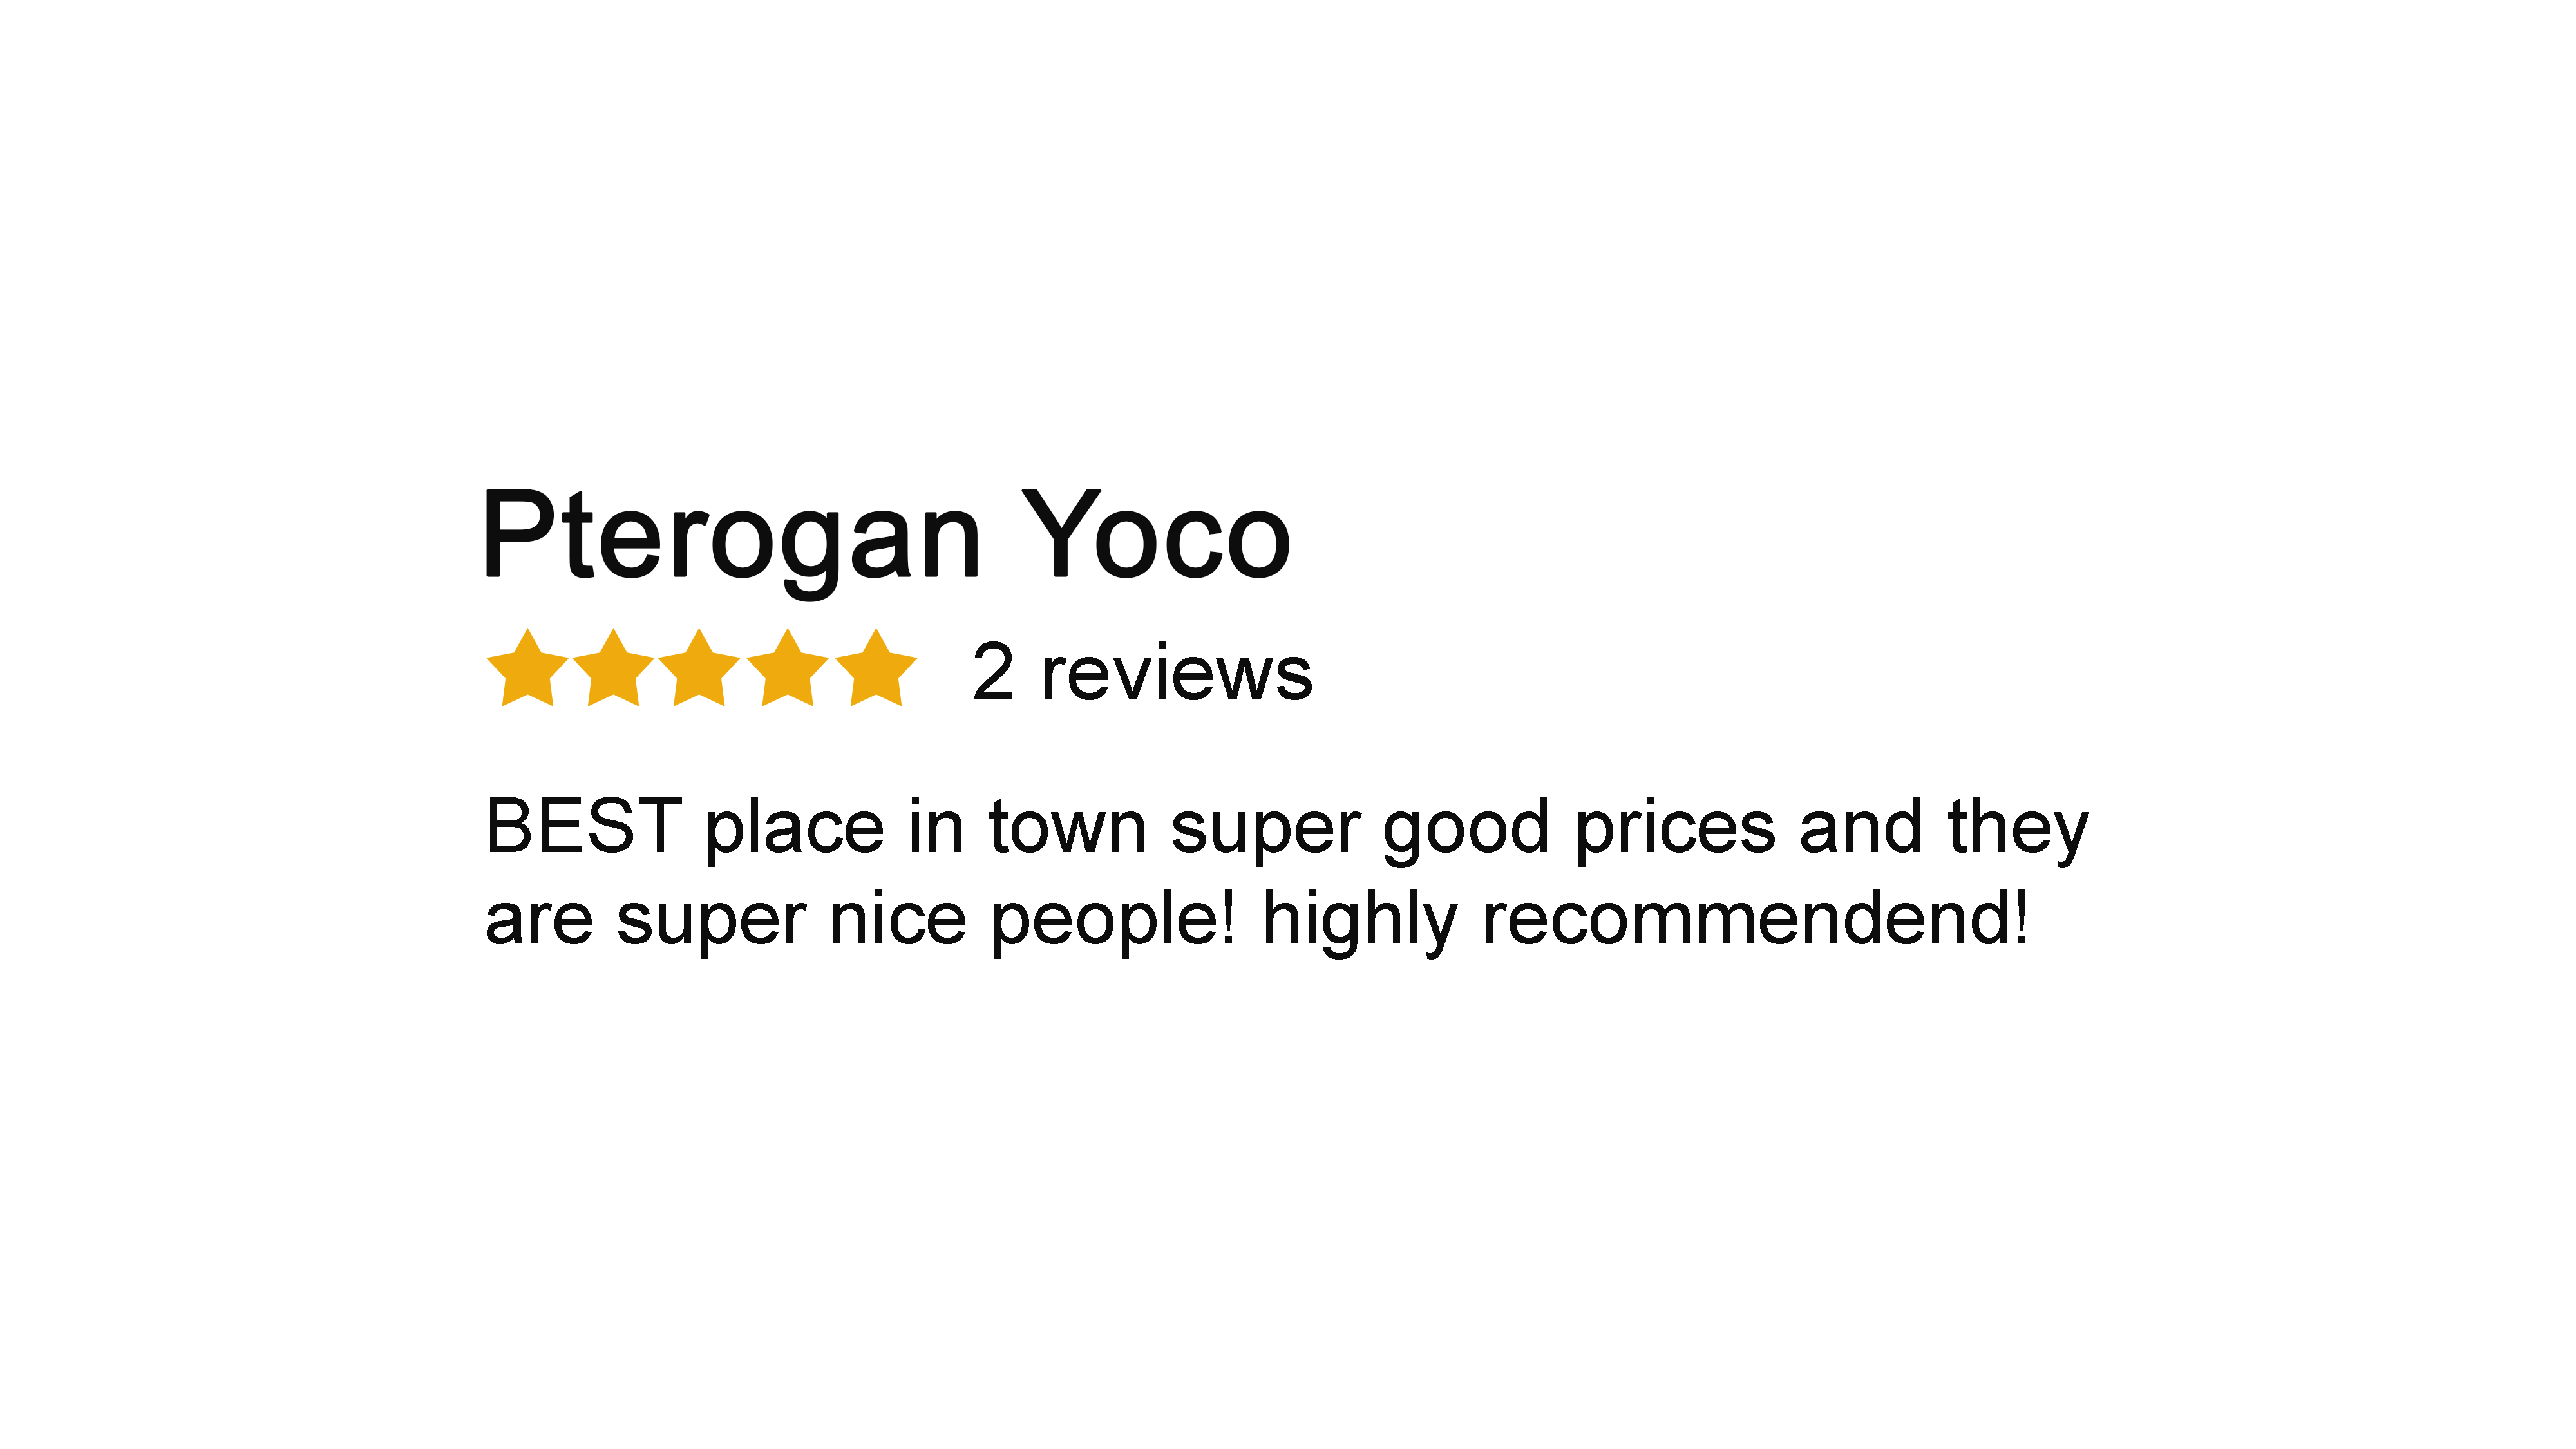 Pterogan Yoco
2 reviews
BEST place in town super good prices and they
are super nice people! highly recommendend!